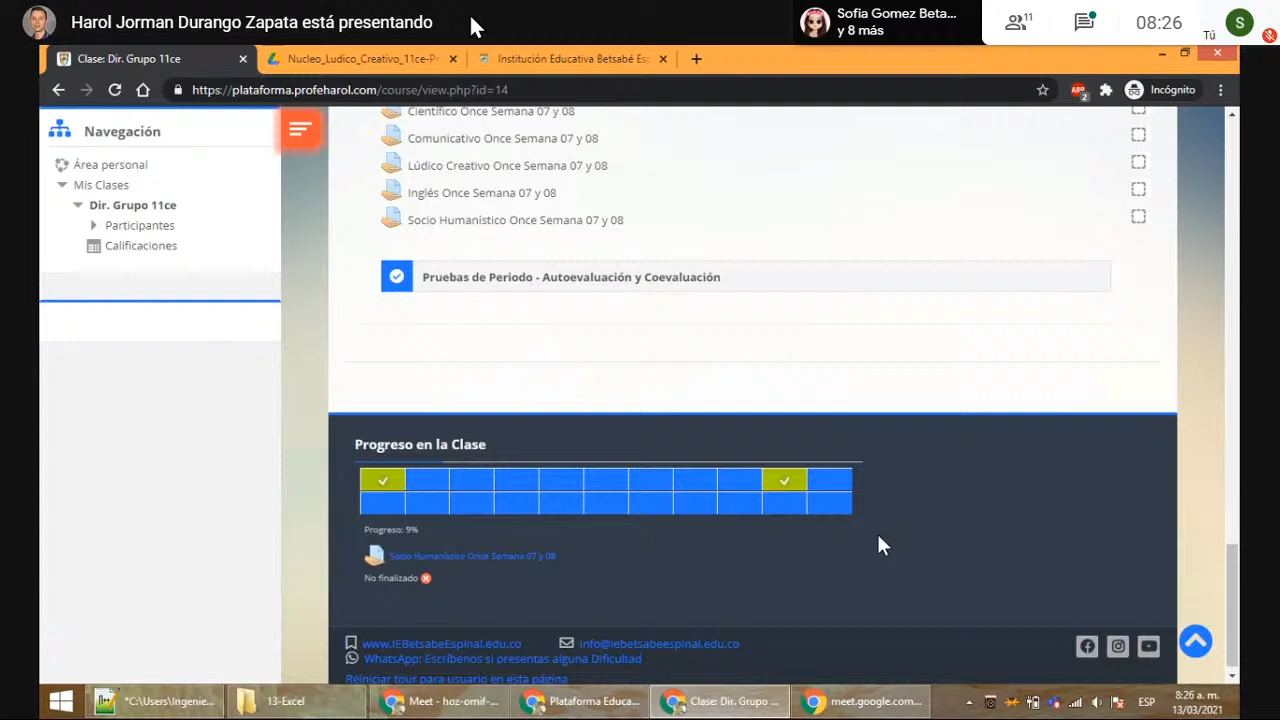 Harol Jorman Durango Zapata está presentando
Sofia Gomez Beta...
y 8 más
11
08:26
Tú
S
Clase: Dir. Grupo 11ce
Nucleo_Ludico_Creativo_11ce-Pr
Institución Educativa Betsabé Esp
https://plataforma.profeharol.com/course/view.php?id=14
ABP
2
Incógnito
Navegación
Área personal
Mis Clases
Dir. Grupo 11ce
Participantes
Calificaciones
Científico Once Semana 07 y 08
Comunicativo Once Semana 07 y 08
Lúdico Creativo Once Semana 07 y 08
Inglés Once Semana 07 y 08
Socio Humanístico Once Semana 07 y 08
Pruebas de Periodo - Autoevaluación y Coevaluación
Progreso en la Clase
Progreso: 9%
Socio Humanístico Once Semana 07 y 08
No finalizado
www.IEBetsabeEspinal.edu.co
info@iebetsabeespinal.edu.co
WhatsApp: Escríbenos si presentas alguna Dificultad
Reiniciar tour para usuario en esta página
*C:\Users\Ingenie...
13-Excel
Meet - hoz-omif-...
Plataforma Educa...
Clase: Dir. Grupo ...
meet.google.com...
ESP
8:26 a. m.
13/03/2021